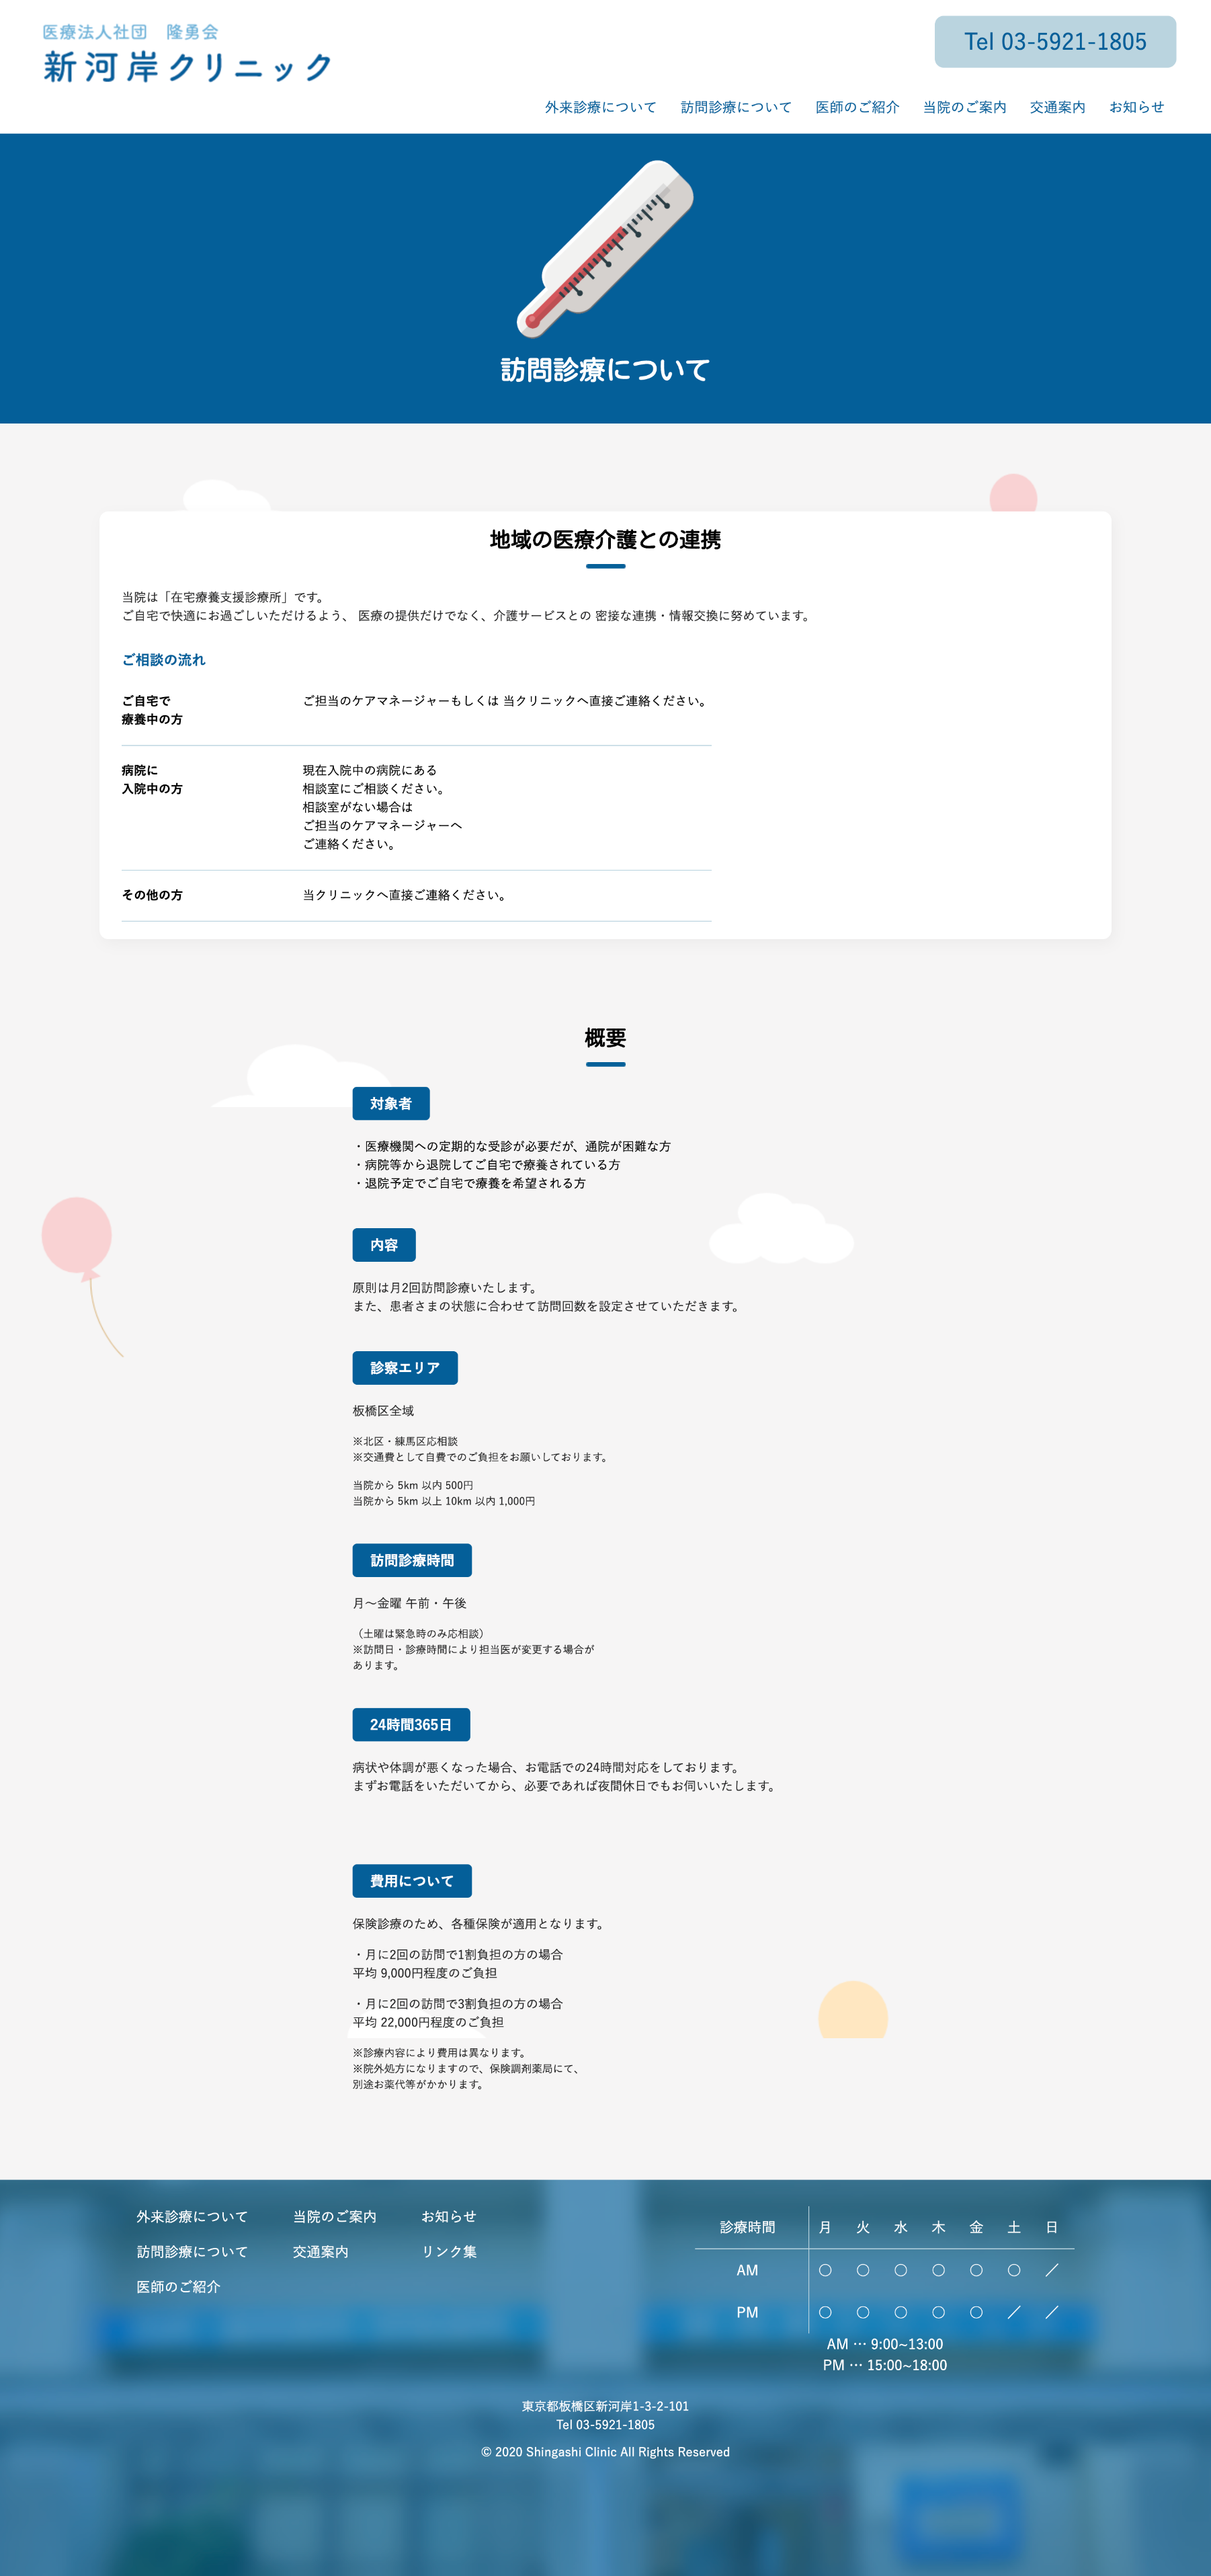 医療法人社団　隆勇会
新河岸クリニック
Tel 03-5921-1805
外来診療について　訪問診療について　医師のご紹介　当院のご案内　交通案内　お知らせ
訪問診療について
地域の医療介護との連携
当院は「在宅療養支援診療所」です。
ご自宅で快適にお過ごしいただけるよう、 医療の提供だけでなく、介護サービスとの 密接な連携・情報交換に努めています。
ご相談の流れ
ご自宅で　ご担当のケアマネージャーもしくは 当クリニックへ直接ご連絡ください。
療養中の方
病院に　現在入院中の病院にある
入院中の方　相談室にご相談ください。
相談室がない場合は
ご担当のケアマネージャーへ
ご連絡ください。
その他の方　当クリニックへ直接ご連絡ください。
概要
対象者
・医療機関への定期的な受診が必要だが、通院が困難な方
・病院等から退院してご自宅で療養されている方
・退院予定でご自宅で療養を希望される方
内容
原則は月2回訪問診療いたします。
また、患者さまの状態に合わせて訪問回数を設定させていただきます。
診察エリア
板橋区全域
※北区・練馬区応相談
※交通費として自費でのご負担をお願いしております。
当院から 5km 以内 500円
当院から 5km 以上 10km 以内 1,000円
訪問診療時間
月〜金曜 午前・午後
（土曜は緊急時のみ応相談）
※訪問日・診療時間により担当医が変更する場合が
あります。
24時間365日
病状や体調が悪くなった場合、お電話での24時間対応をしております。
まずお電話をいただいてから、必要であれば夜間休日でもお伺いいたします。
費用について
保険診療のため、各種保険が適用となります。
・月に2回の訪問で1割負担の方の場合
平均 9,000円程度のご負担
・月に2回の訪問で3割負担の方の場合
平均 22,000円程度のご負担
※診療内容により費用は異なります。
※院外処方になりますので、保険調剤薬局にて、
別途お薬代等がかかります。
外来診療について　当院のご案内　お知らせ
訪問診療について　交通案内　リンク集
医師のご紹介
診療時間　月　火　水　木　金　土　日
AM　○　○　○　○　○　○　／
PM　○　○　○　○　○　／　／
AM … 9:00~13:00
PM … 15:00~18:00
東京都板橋区新河岸1-3-2-101
Tel 03-5921-1805
© 2020 Shingashi Clinic All Rights Reserved